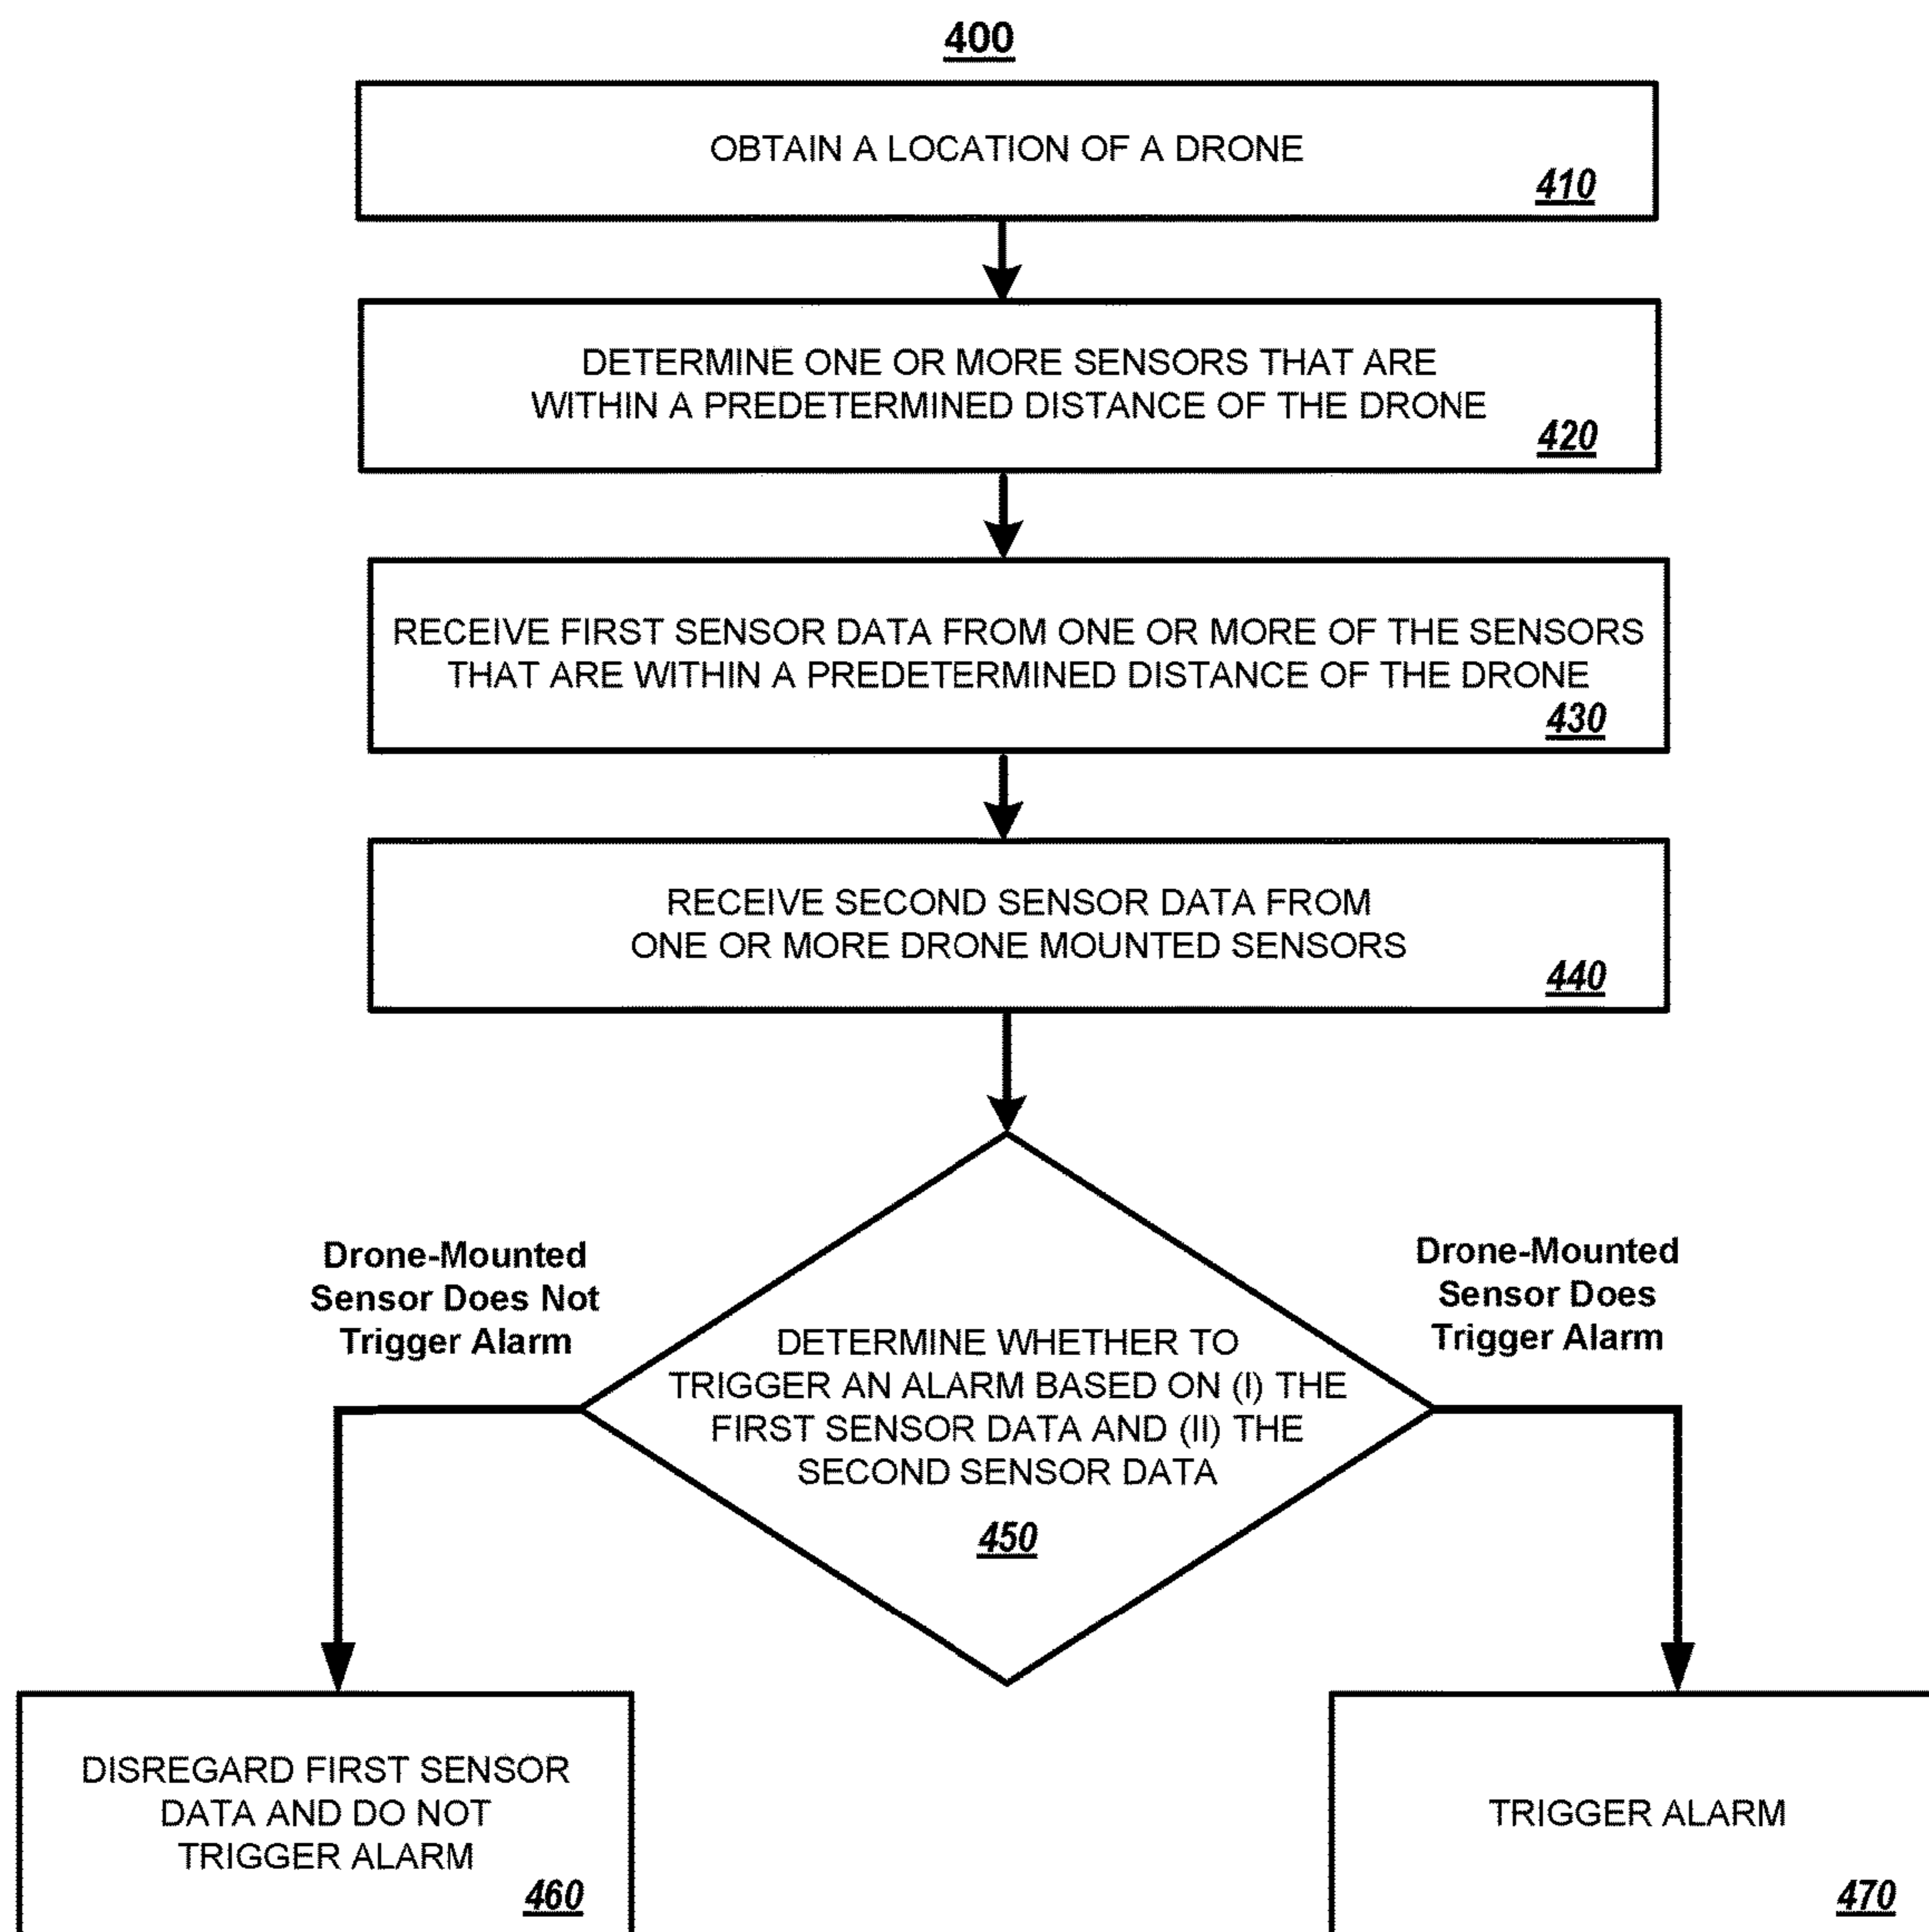 400
OBTAIN A LOCATION OF A DRONE
410
DETERMINE ONE OR MORE SENSORS THAT ARE
WITHIN A PREDETERMINED DISTANCE OF THE DRONE
420
RECEIVE FIRST SENSOR DATA FROM ONE OR MORE OF THE SENSORS
THAT ARE WITHIN A PREDETERMINED DISTANCE OF THE DRONE
430
RECEIVE SECOND SENSOR DATA FROM
ONE OR MORE DRONE MOUNTED SENSORS
440
Drone-Mounted
Sensor Does Not
Trigger Alarm
Drone-Mounted
Sensor Does
Trigger Alarm
DETERMINE WHETHER TO
TRIGGER AN ALARM BASED ON (I) THE
FIRST SENSOR DATA AND (II) THE
SECOND SENSOR DATA
450
DISREGARD FIRST SENSOR
DATA AND DO NOT
TRIGGER ALARM
460
TRIGGER ALARM
470